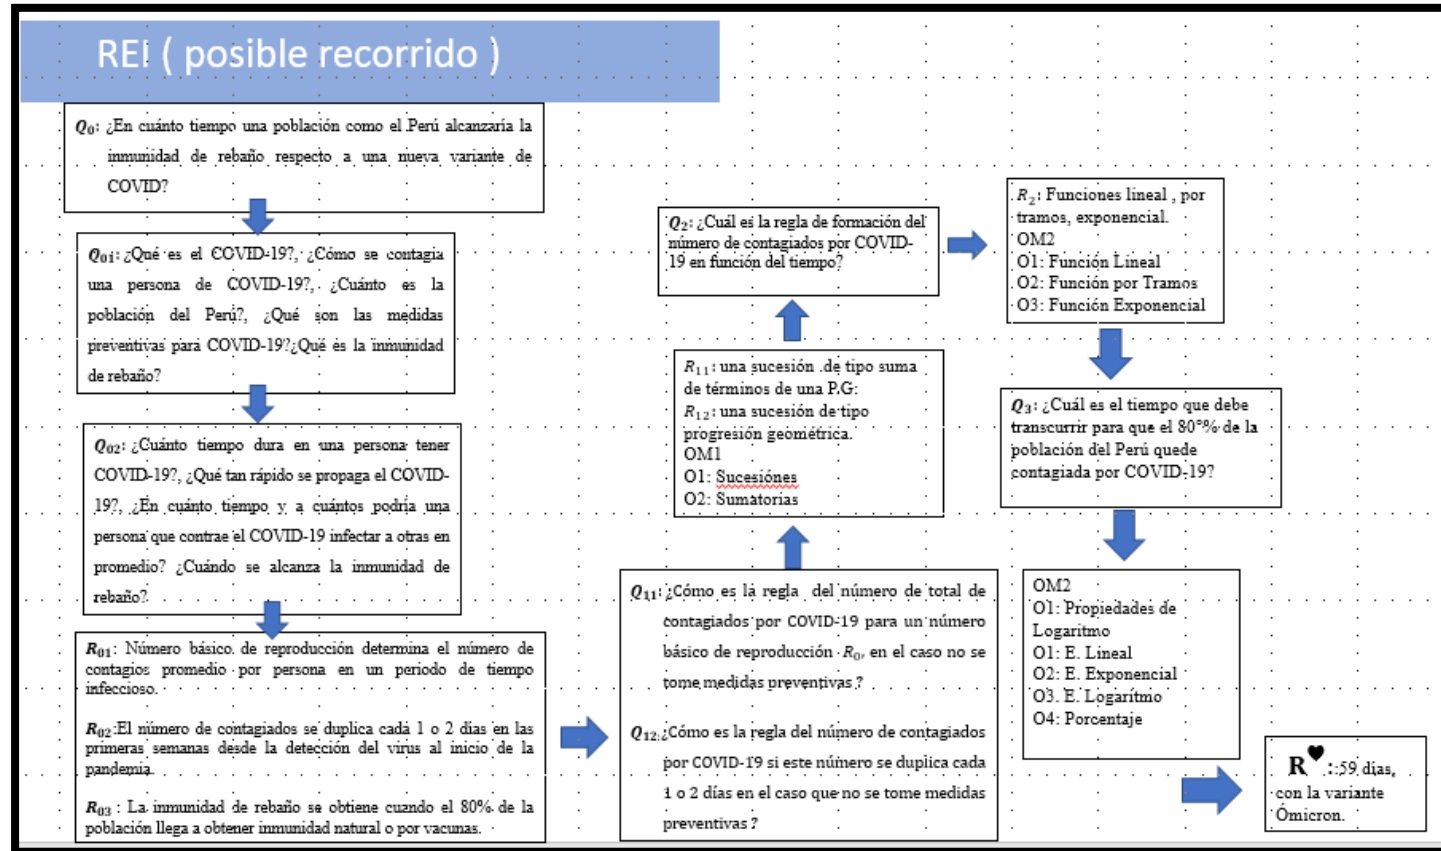 REI ( posible recorrido )
Q₀: ¿En cuánto tiempo una población como el Perú alcanzaría la
inmunidad de rebaño respecto a una nueva variante de
COVID?
Q₀₁: ¿Qué es el COVID-19?, ¿Cómo se contagia
una persona de COVID-19?, ¿Cuánto es la
población del Perú?, ¿Qué son las medidas
preventivas para COVID-19?¿Qué es la inmunidad
de rebaño?
Q₀₂: ¿Cuánto tiempo dura en una persona tener
COVID-19?, ¿Qué tan rápido se propaga el COVID-
19?, ¿En cuánto tiempo y a cuántos podría una
persona que contrae el COVID-19 infectar a otras en
promedio? ¿Cuándo se alcanza la inmunidad de
rebaño?
R₀₁: Número básico de reproducción determina el número de
contagios promedio por persona en un periodo de tiempo
infeccioso.
R₀₂:El número de contagiados se duplica cada 1 o 2 días en las
primeras semanas desde la detección del virus al inicio de la
pandemia.
R₀₃ : La inmunidad de rebaño se obtiene cuando el 80% de la
población llega a obtener inmunidad natural o por vacunas.
Q₁₁: ¿Cómo es la regla del número de total de
contagiados por COVID-19 para un número
básico de reproducción R₀, en el caso no se
tome medidas preventivas ?
Q₁₂: ¿Cómo es la regla del número de contagiados
por COVID-19 si este número se duplica cada
1 o 2 días en el caso que no se tome medidas
preventivas ?
R₁₁: una sucesión de tipo suma
de términos de una P.G:
R₁₂: una sucesión de tipo
progresión geométrica.
OM1
O1: Sucesiónes
O2: Sumatorias
Q₂: ¿Cuál es la regla de formación del
número de contagiados por COVID-
19 en función del tiempo?
R₂: Funciones lineal , por
tramos, exponencial.
OM2
O1: Función Lineal
O2: Función por Tramos
O3: Función Exponencial
Q₃: ¿Cuál es el tiempo que debe
transcurrir para que el 80°% de la
población del Perú quede
contagiada por COVID-19?
OM2
O1: Propiedades de
Logaritmo
O1: E. Lineal
O2: E. Exponencial
O3. E. Logarítmo
O4: Porcentaje
R♥ : 59 días,
con la variante
Ómicron.